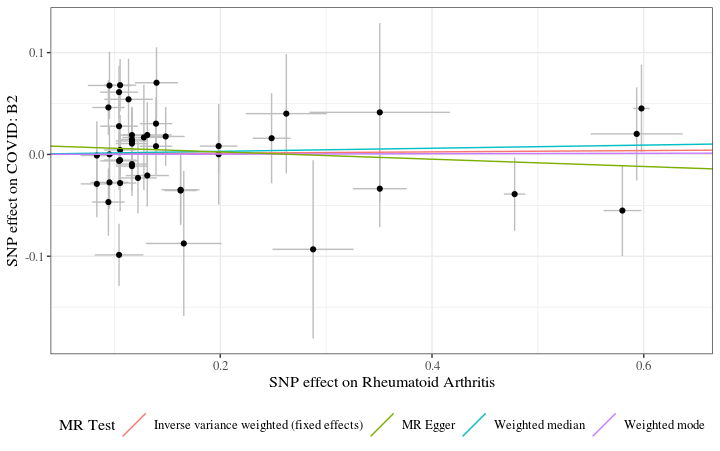 SNP effect on COVID: B2
0.1
0.0
-0.1
0.2
0.4
0.6
SNP effect on Rheumatoid Arthritis
MR Test
Inverse variance weighted (fixed effects)
MR Egger
Weighted median
Weighted mode